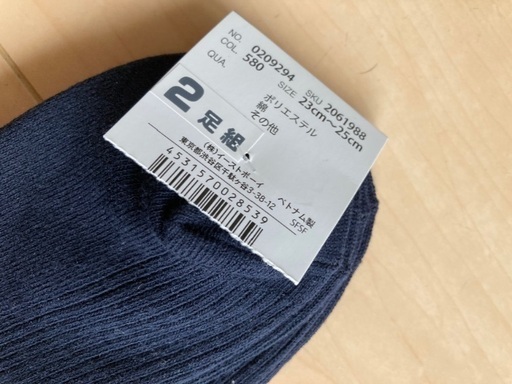 NO. 0209294 SKU 2061988
COL. 580 SIZE 23cm〜25cm
QUA. ポリエステル
綿
その他
2足組
(株)イーストボーイ
東京都渋谷区千駄ヶ谷3-38-12
ベトナム製
SFSF
4531570028539